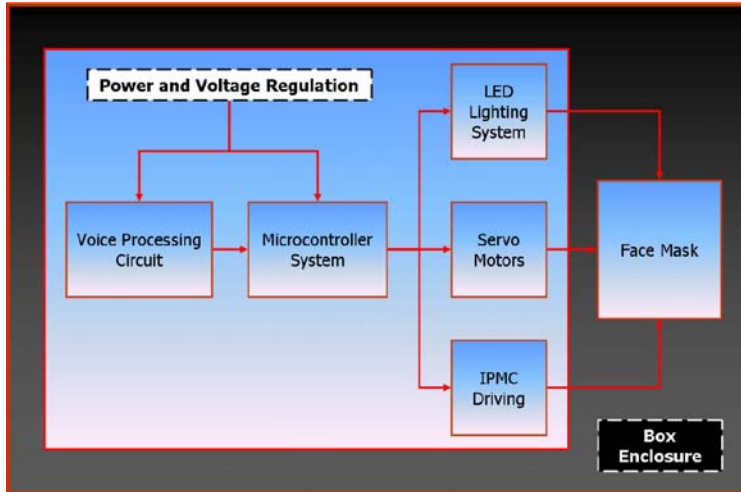 Power and Voltage Regulation
LED
Lighting
System
Voice Processing
Circuit
Microcontroller
System
Servo
Motors
Face Mask
IPMC
Driving
Box
Enclosure